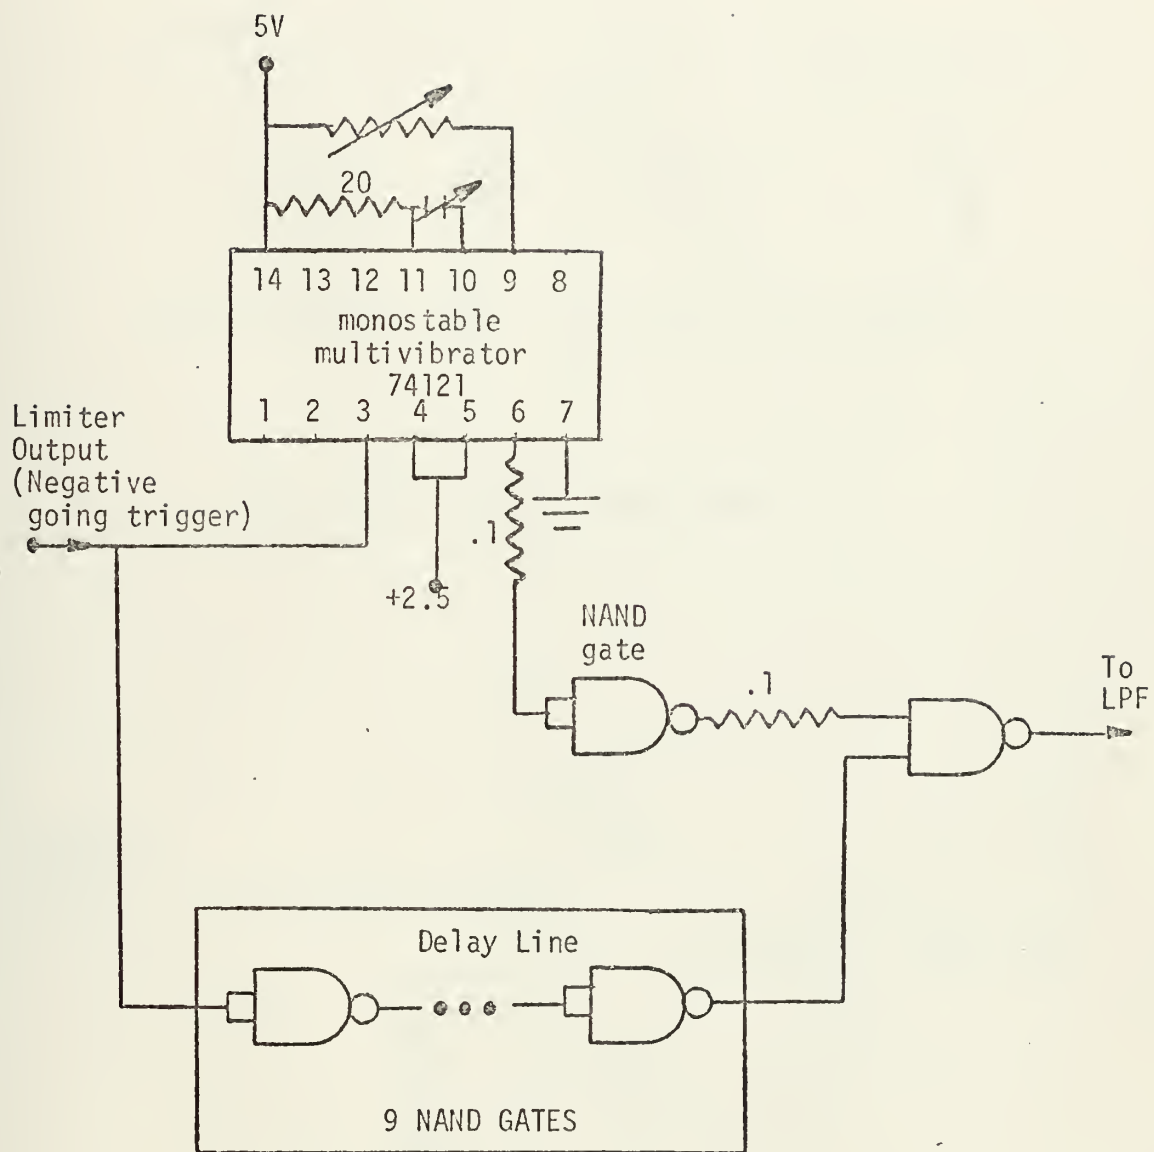 5V
20
14 13 12 11 10 9 8
monostable
multivibrator
74121
1 2 3 4 5 6 7
Limiter
Output
(Negative
going trigger)
.1
+2.5
NAND
gate
.1
To
LPF
Delay Line
9 NAND GATES